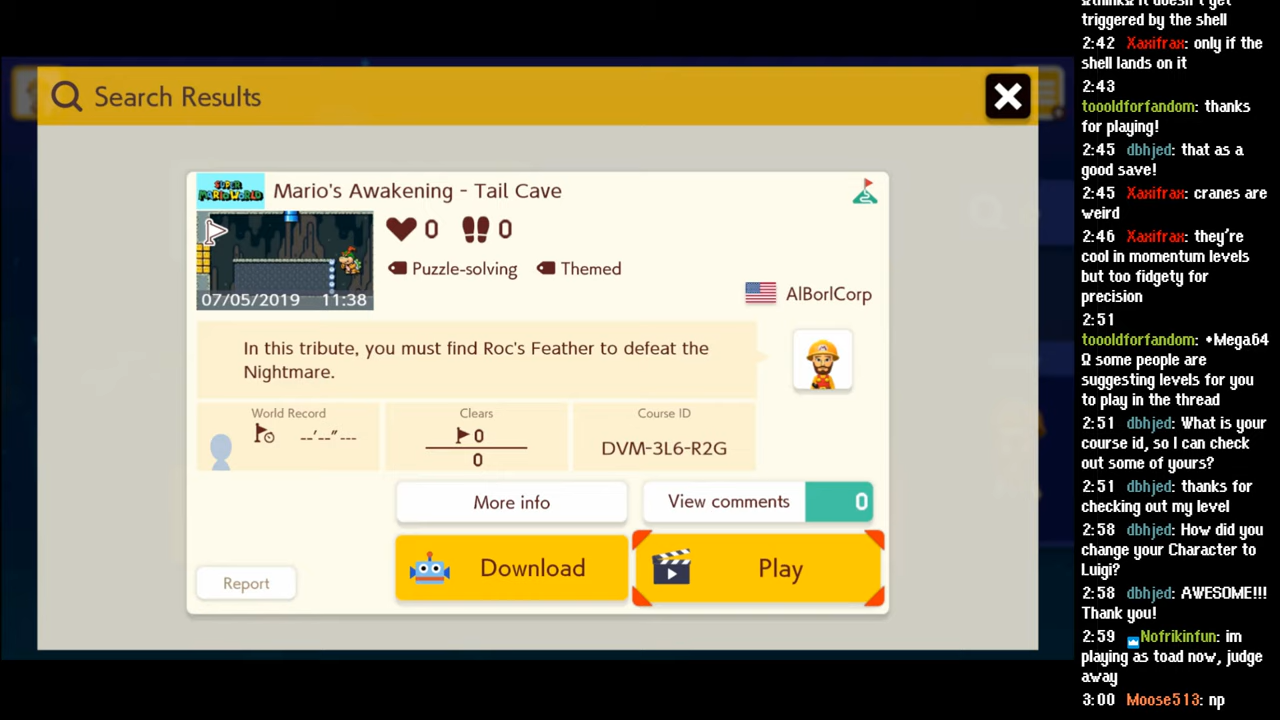 Search Results
SUPER MARIO WORLD
Mario's Awakening - Tail Cave
0 0
Puzzle-solving Themed
07/05/2019 11:38
AlBorlCorp
In this tribute, you must find Roc's Feather to defeat the
Nightmare.
World Record
--'--"---
Clears
0
0
Course ID
DVM-3L6-R2G
More info
View comments 0
Report
Download
Play
triggered by the shell
2:42 Xaxifrax: only if the
shell lands on it
2:43
toooldforfandom: thanks
for playing!
2:45 dbhjed: that as a
good save!
2:45 Xaxifrax: cranes are
weird
2:46 Xaxifrax: they're
cool in momentum levels
but too fidgety for
precision
2:51
toooldforfandom: +Mega64
Ω some people are
suggesting levels for you
to play in the thread
2:51 dbhjed: What is your
course id, so I can check
out some of yours?
2:51 dbhjed: thanks for
checking out my level
2:58 dbhjed: How did you
change your Character to
Luigi?
2:58 dbhjed: AWESOME!!!
Thank you!
2:59 Nofrikinfun: im
playing as toad now, judge
away
3:00 Moose513: np